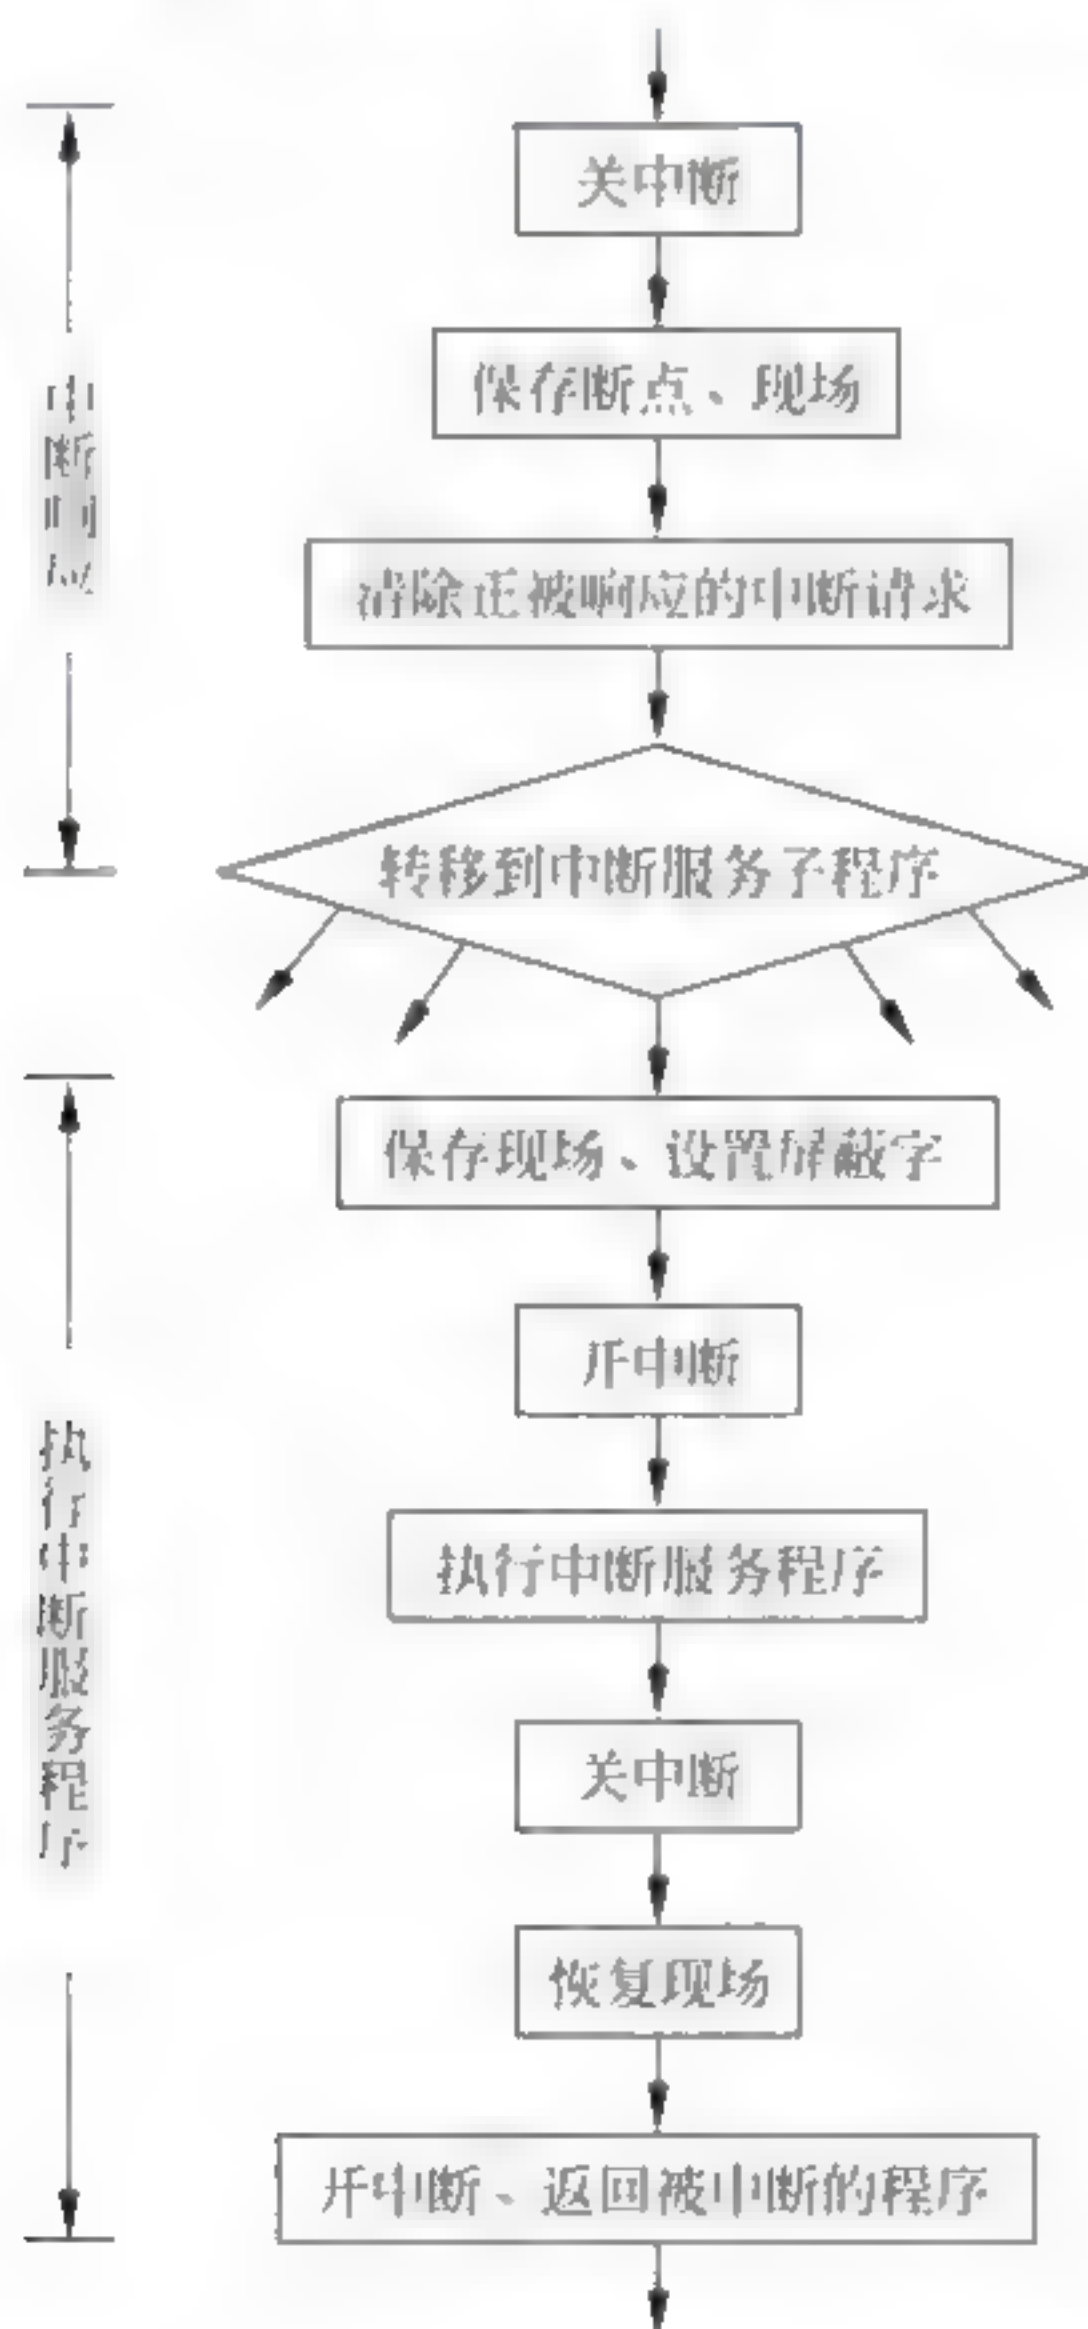 关中断
保存断点、现场
清除正被响应的中断请求
转移到中断服务子程序
中断响应
保存现场、设置屏蔽字
开中断
执行中断服务程序
关中断
恢复现场
开中断、返回被中断的程序
执行中断服务程序